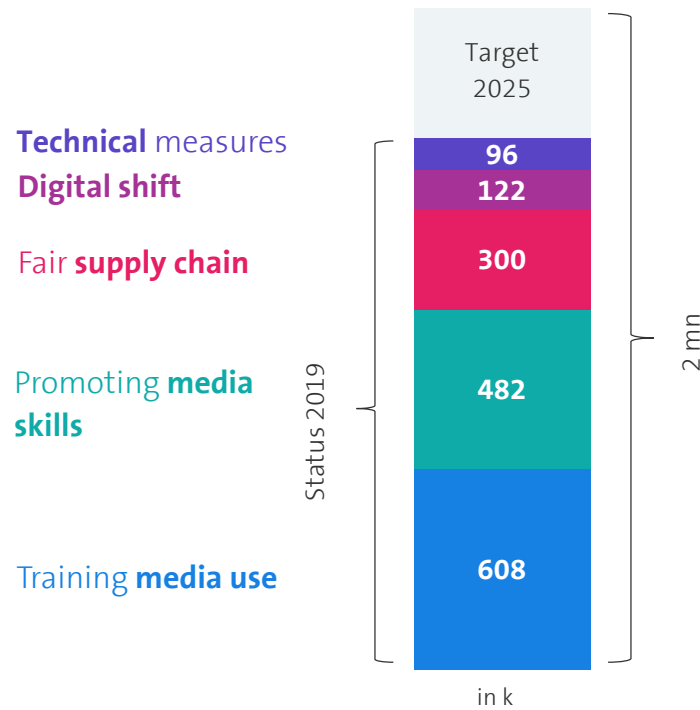 Target
2025
Technical measures
96
Digital shift
122
Fair supply chain
300
Promoting media
skills
482
Training media use
608
Status 2019
2 mn
in k